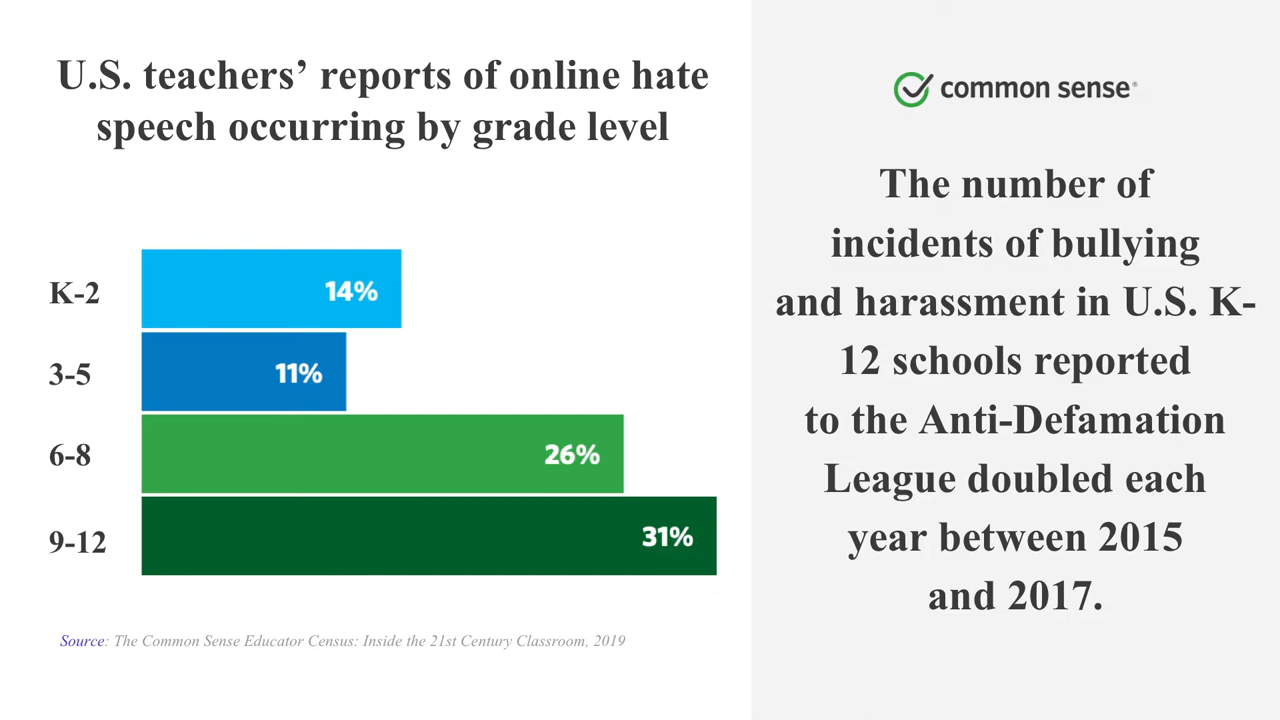 U.S. teachers’ reports of online hate
speech occurring by grade level
K-2
14%
3-5
11%
6-8
26%
9-12
31%
Source: The Common Sense Educator Census: Inside the 21st Century Classroom, 2019
common sense®
The number of
incidents of bullying
and harassment in U.S. K-
12 schools reported
to the Anti-Defamation
League doubled each
year between 2015
and 2017.